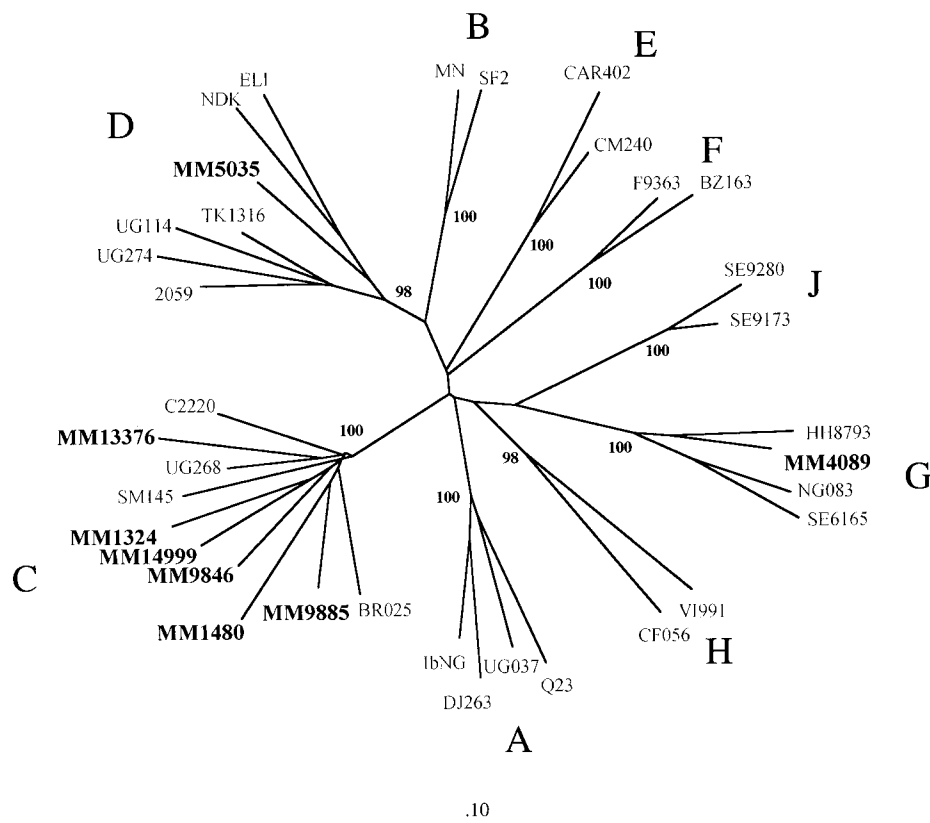 B
E
D
F
J
G
C
H
A
ELI
NDK
MM5035
TK1316
UG114
UG274
2059
98
MN
SF2
100
CAR402
CM240
100
F9363
BZ163
100
SE9280
SE9173
100
HH8793
MM4089
NG083
SE6165
100
VI991
CF056
98
IbNG
DJ263
UG037
Q23
100
C2220
MM13376
UG268
SM145
MM1324
MM14999
MM9846
MM1480
MM9885
BR025
100
.10